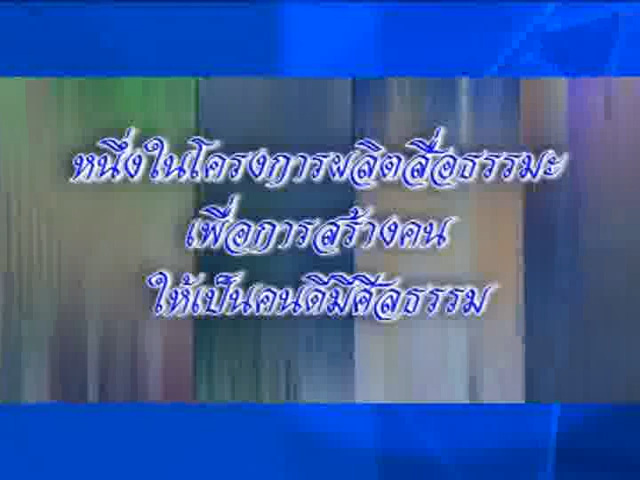 หนึ่งในโครงการผลิตสื่อธรรมะ
เพื่อการสร้างคน
ให้เป็นคนดีมีศีลธรรม